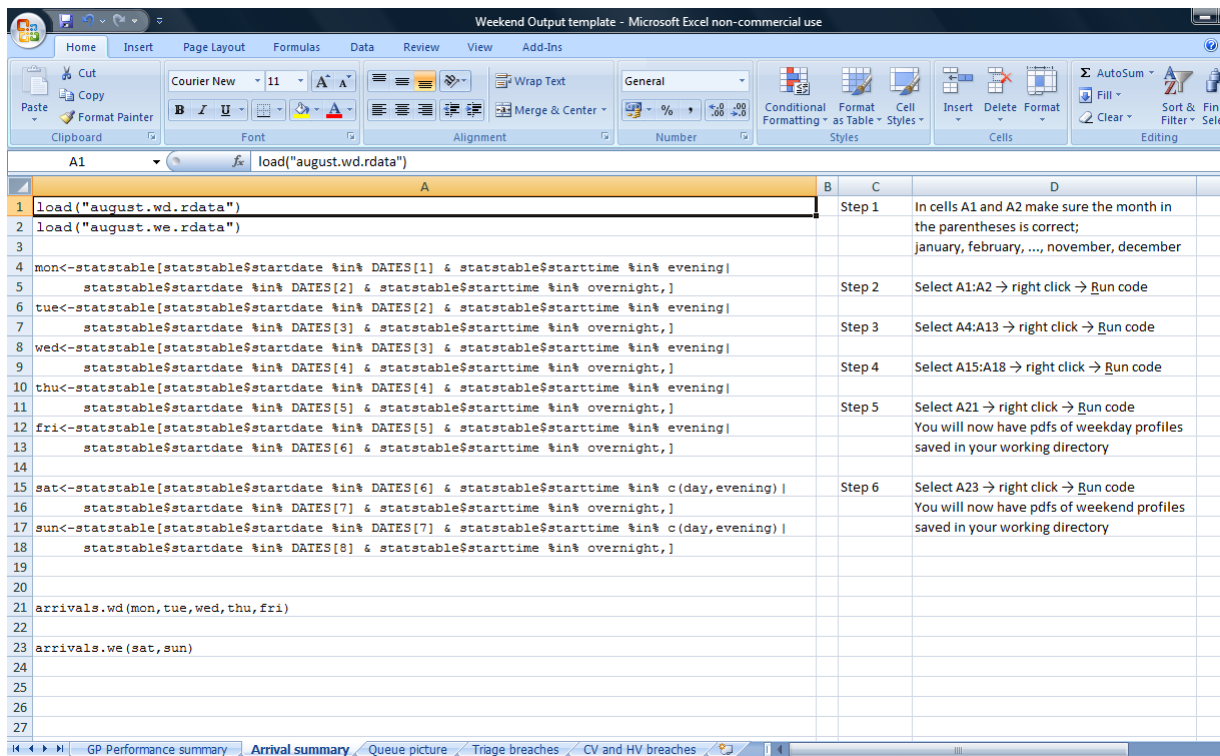 Weekend Output template - Microsoft Excel non-commercial use
Home Insert Page Layout Formulas Data Review View Add-Ins
Cut
Copy
Format Painter
Paste
Clipboard
Courier New 11 A A
B I U A
Font
Wrap Text
Merge & Center
Alignment
General
% , .0 .00 .00 .0
Number
Conditional Formatting
Format as Table
Cell Styles
Styles
Insert Delete Format
Cells
Σ AutoSum
Fill
Clear
Sort & Filter
Editing
A1 fx load("august.wd.rdata")
A B C D
1 load("august.wd.rdata") Step 1 In cells A1 and A2 make sure the month in
2 load("august.we.rdata") the parentheses is correct;
3 january, february, ..., november, december
4 mon<-statstable[statstable$startdate %in% DATES[1] & statstable$starttime %in% evening|
5 statstable$startdate %in% DATES[2] & statstable$starttime %in% overnight,] Step 2 Select A1:A2 → right click → Run code
6 tue<-statstable[statstable$startdate %in% DATES[2] & statstable$starttime %in% evening|
7 statstable$startdate %in% DATES[3] & statstable$starttime %in% overnight,] Step 3 Select A4:A13 → right click → Run code
8 wed<-statstable[statstable$startdate %in% DATES[3] & statstable$starttime %in% evening|
9 statstable$startdate %in% DATES[4] & statstable$starttime %in% overnight,] Step 4 Select A15:A18 → right click → Run code
10 thu<-statstable[statstable$startdate %in% DATES[4] & statstable$starttime %in% evening|
11 statstable$startdate %in% DATES[5] & statstable$starttime %in% overnight,] Step 5 Select A21 → right click → Run code
12 fri<-statstable[statstable$startdate %in% DATES[5] & statstable$starttime %in% evening| You will now have pdfs of weekday profiles
13 statstable$startdate %in% DATES[6] & statstable$starttime %in% overnight,] saved in your working directory
14
15 sat<-statstable[statstable$startdate %in% DATES[6] & statstable$starttime %in% c(day,evening)| Step 6 Select A23 → right click → Run code
16 statstable$startdate %in% DATES[7] & statstable$starttime %in% overnight,] You will now have pdfs of weekend profiles
17 sun<-statstable[statstable$startdate %in% DATES[7] & statstable$starttime %in% c(day,evening)| saved in your working directory
18 statstable$startdate %in% DATES[8] & statstable$starttime %in% overnight,]
19
20
21 arrivals.wd(mon,tue,wed,thu,fri)
22
23 arrivals.we(sat,sun)
24
25
26
27
GP Performance summary Arrival summary Queue picture Triage breaches CV and HV breaches